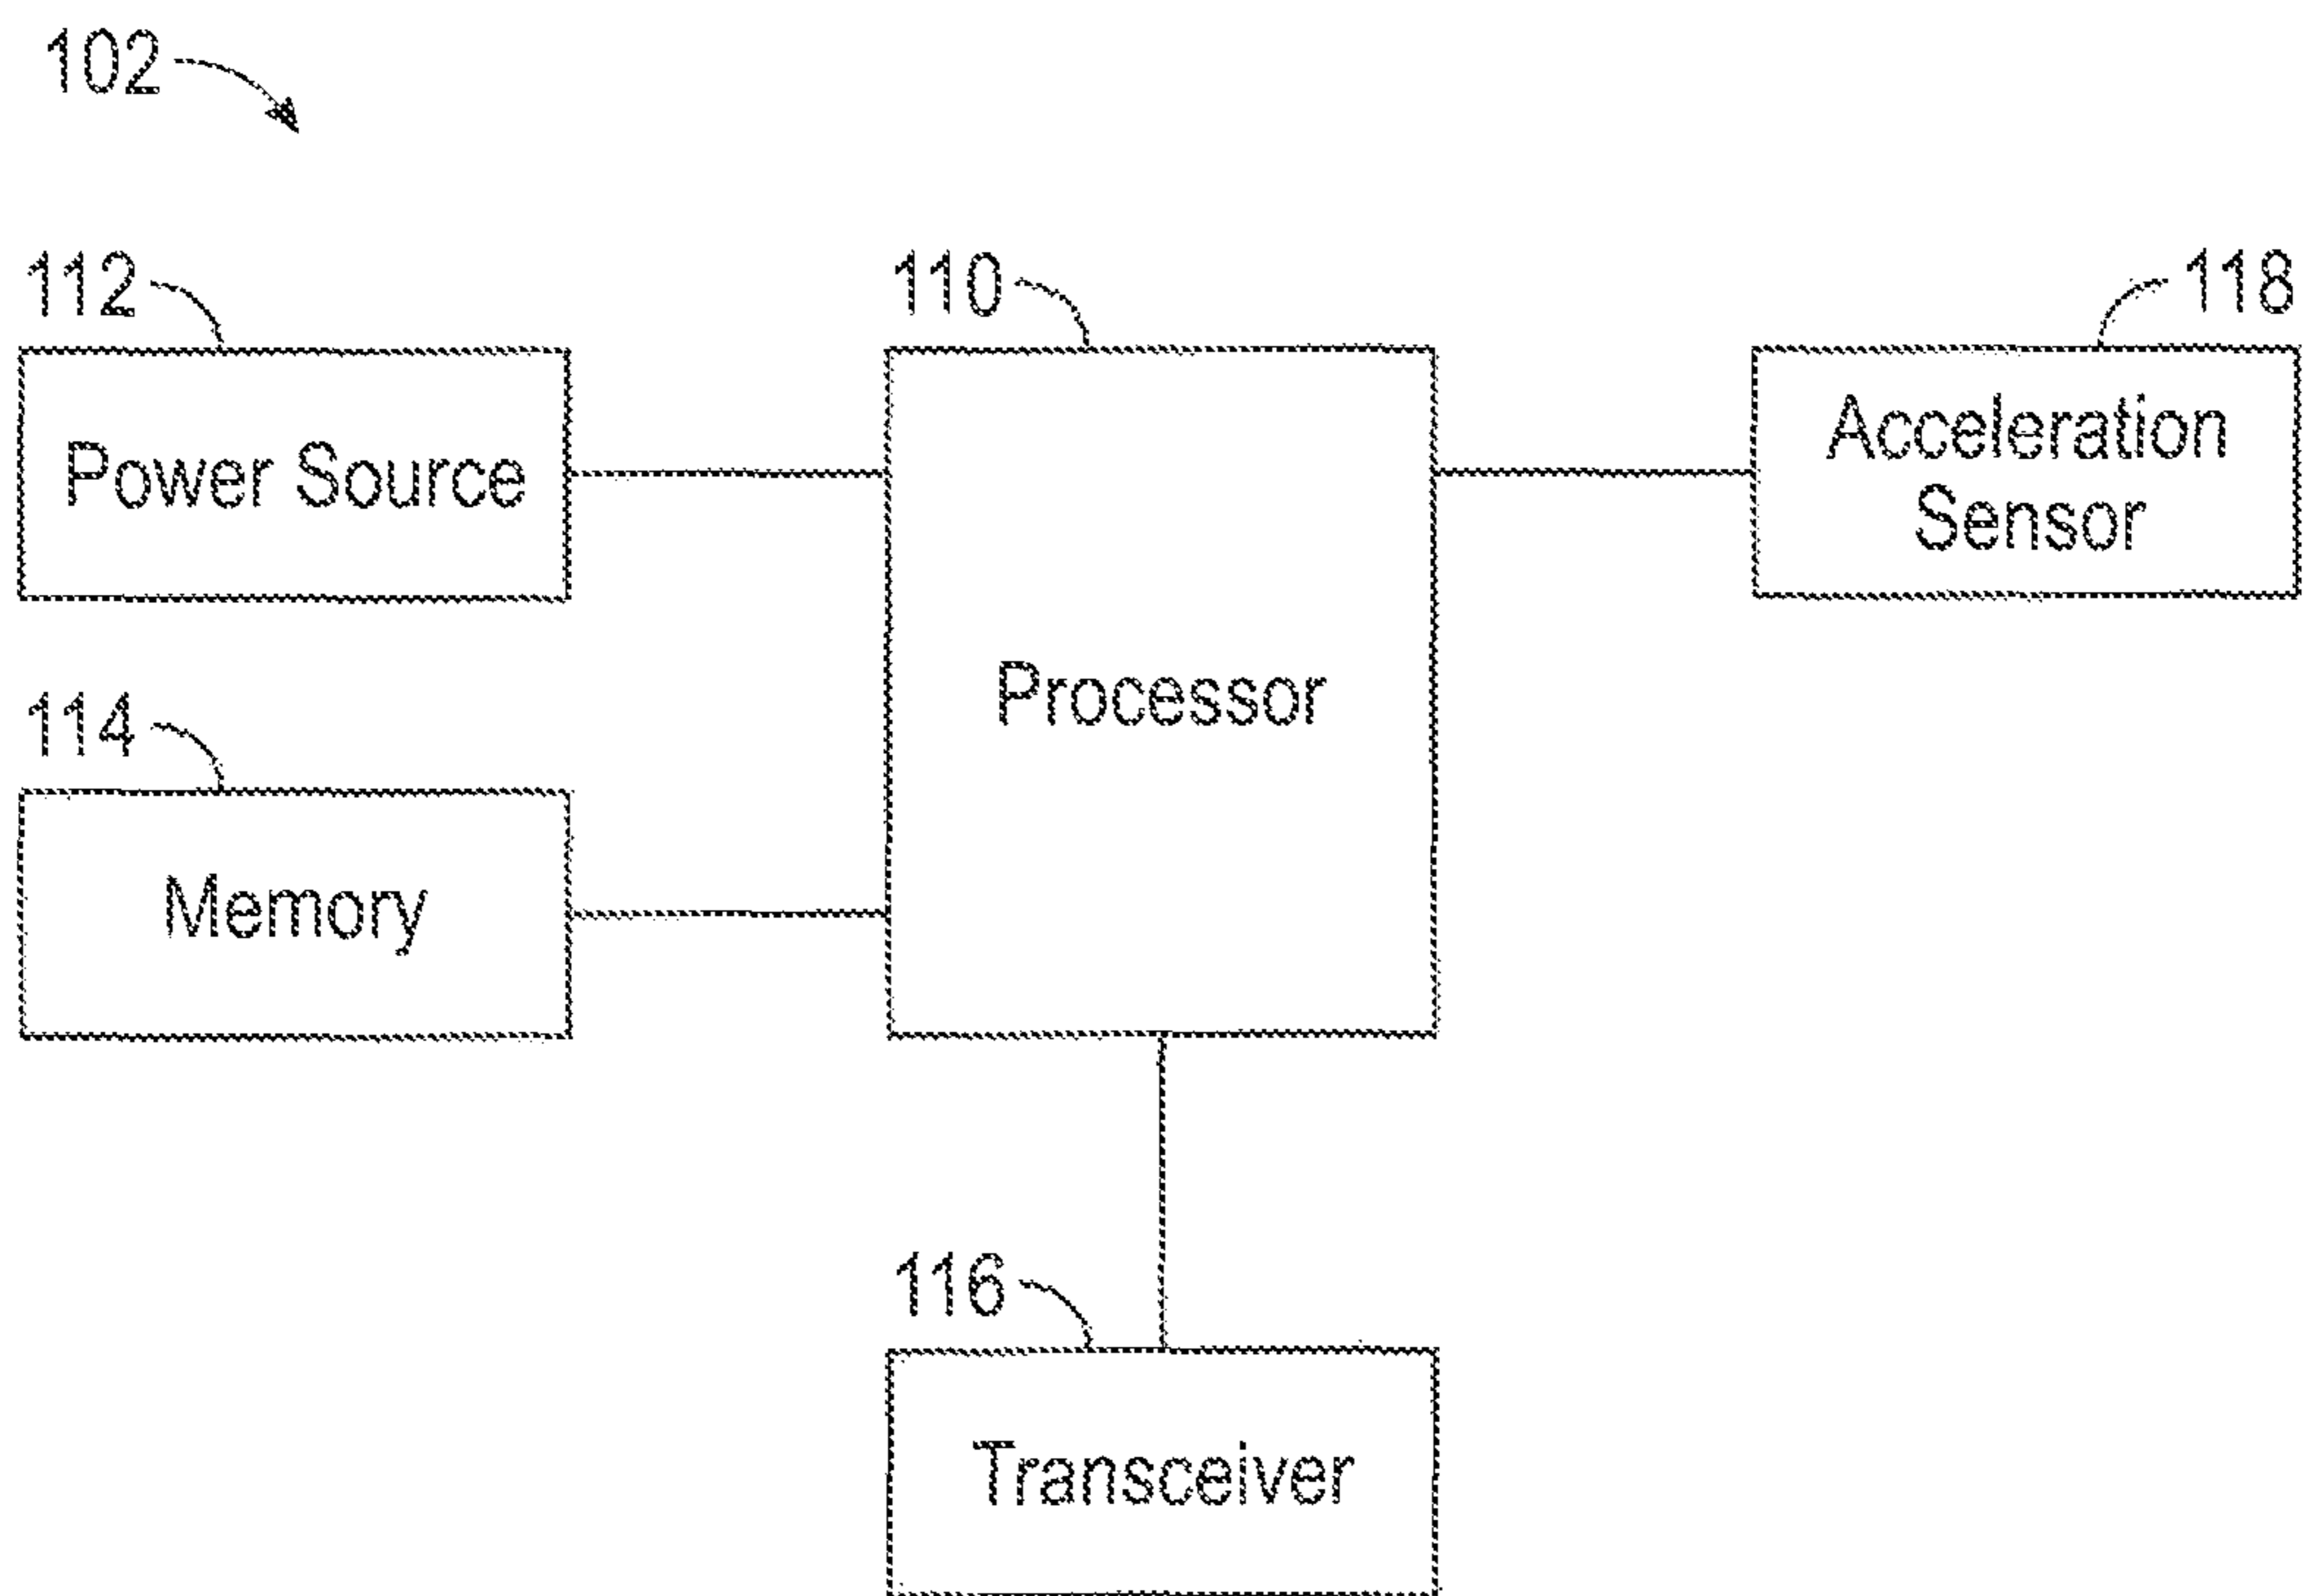 102
112
110
118
Power Source
Acceleration
Sensor
Processor
114
Memory
116
Transceiver